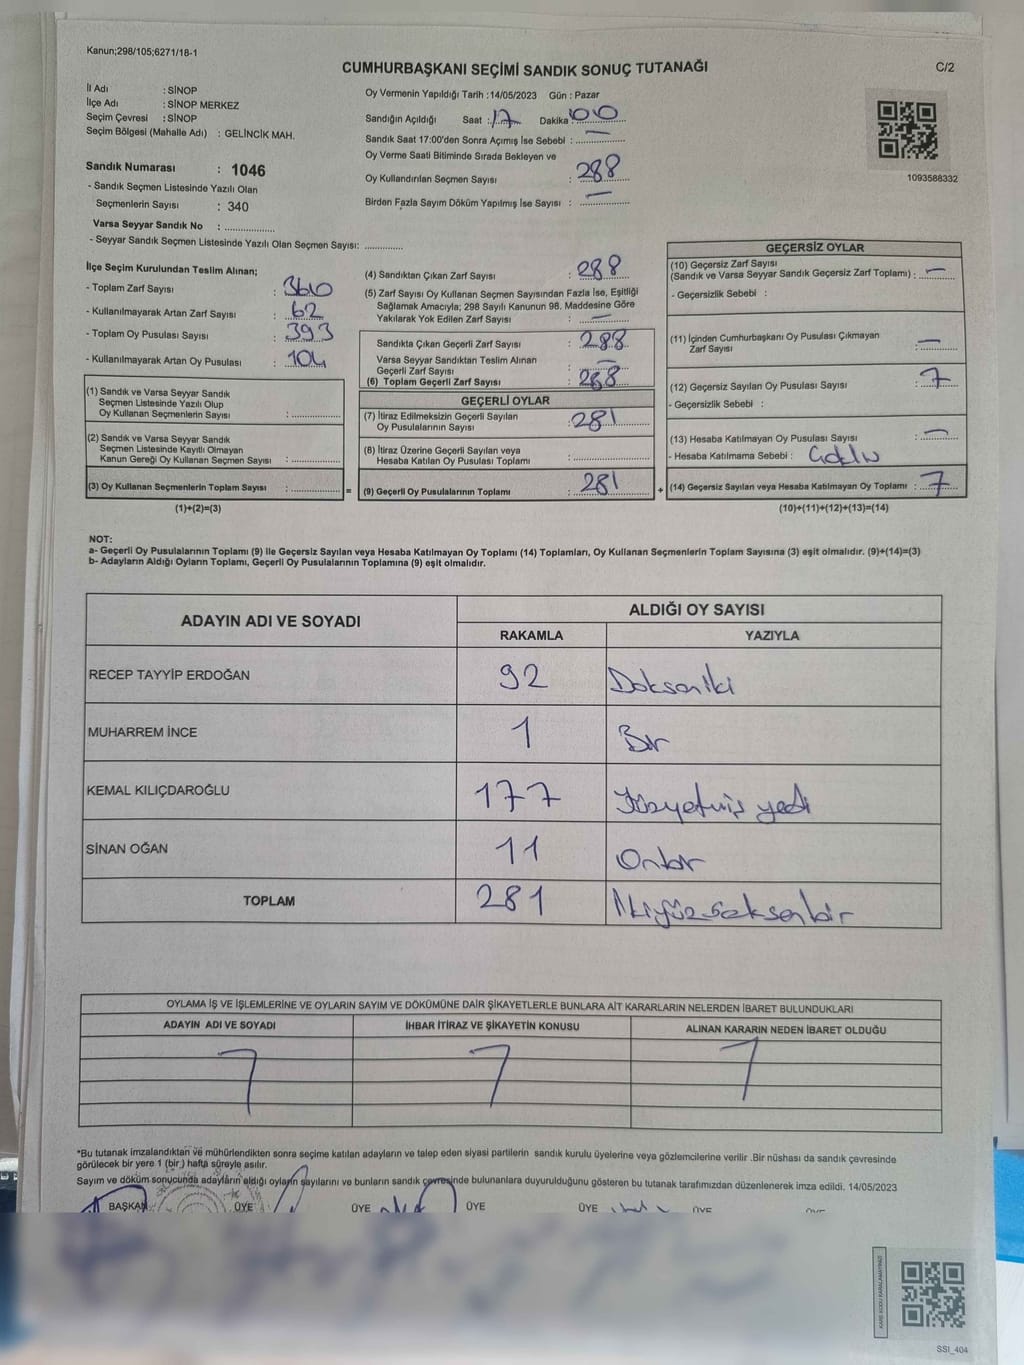 Kanun;298/105;6271/18-1
CUMHURBAŞKANI SEÇİMİ SANDIK SONUÇ TUTANAĞI
C/2
İl Adı : SİNOP
İlçe Adı : SİNOP MERKEZ
Seçim Çevresi : SİNOP
Seçim Bölgesi (Mahalle Adı) : GELİNCİK MAH.
Sandık Numarası : 1046
- Sandık Seçmen Listesinde Yazılı Olan
Seçmenlerin Sayısı : 340
Varsa Seyyar Sandık No : ..................
- Seyyar Sandık Seçmen Listesinde Yazılı Olan Seçmen Sayısı: ..............
Oy Vermenin Yapıldığı Tarih :14/05/2023 Gün : Pazar
Sandığın Açıldığı Saat : 17 Dakika : 00
Sandık Saat 17:00'den Sonra Açımış İse Sebebi : —
Oy Verme Saati Bitiminde Sırada Bekleyen ve
Oy Kullandırılan Seçmen Sayısı : 288
Birden Fazla Sayım Döküm Yapılmış İse Sayısı : —
1093588332
İlçe Seçim Kurulundan Teslim Alınan;
- Toplam Zarf Sayısı : 360
- Kullanılmayarak Artan Zarf Sayısı : 62
- Toplam Oy Pusulası Sayısı : 393
- Kullanılmayarak Artan Oy Pusulası : 104
(1) Sandık ve Varsa Seyyar Sandık
Seçmen Listesinde Yazılı Olup
Oy Kullanan Seçmenlerin Sayısı : ..............
(2) Sandık ve Varsa Seyyar Sandık
Seçmen Listesinde Kayıtlı Olmayan
Kanun Gereği Oy Kullanan Seçmen Sayısı : ..............
(3) Oy Kullanan Seçmenlerin Toplam Sayısı : .............. =
(1)+(2)=(3)
(4) Sandıktan Çıkan Zarf Sayısı : 288
(5) Zarf Sayısı Oy Kullanan Seçmen Sayısından Fazla İse, Eşitliği
Sağlamak Amacıyla; 298 Sayılı Kanunun 98. Maddesine Göre
Yakılarak Yok Edilen Zarf Sayısı : —
Sandıkta Çıkan Geçerli Zarf Sayısı : 288
Varsa Seyyar Sandıktan Teslim Alınan
Geçerli Zarf Sayısı : —
(6) Toplam Geçerli Zarf Sayısı : 288
GEÇERLİ OYLAR
(7) İtiraz Edilmeksizin Geçerli Sayılan
Oy Pusulalarının Sayısı : 281
(8) İtiraz Üzerine Geçerli Sayılan veya
Hesaba Katılan Oy Pusulası Toplamı : ..............
(9) Geçerli Oy Pusulalarının Toplamı : 281 +
GEÇERSİZ OYLAR
(10) Geçersiz Zarf Sayısı
(Sandık ve Varsa Seyyar Sandık Geçersiz Zarf Toplamı) : —
- Geçersizlik Sebebi :
(11) İçinden Cumhurbaşkanı Oy Pusulası Çıkmayan
Zarf Sayısı : —
(12) Geçersiz Sayılan Oy Pusulası Sayısı : 7
- Geçersizlik Sebebi :
(13) Hesaba Katılmayan Oy Pusulası Sayısı : —
- Hesaba Katılmama Sebebi :
(14) Geçersiz Sayılan veya Hesaba Katılmayan Oy Toplamı : 7
(10)+(11)+(12)+(13)=(14)
NOT:
a- Geçerli Oy Pusulalarının Toplamı (9) ile Geçersiz Sayılan veya Hesaba Katılmayan Oy Toplamı (14) Toplamları, Oy Kullanan Seçmenlerin Toplam Sayısına (3) eşit olmalıdır. (9)+(14)=(3)
b- Adayların Aldığı Oyların Toplamı, Geçerli Oy Pusulalarının Toplamına (9) eşit olmalıdır.
ADAYIN ADI VE SOYADI
ALDIĞI OY SAYISI
RAKAMLA YAZIYLA
RECEP TAYYİP ERDOĞAN 92 Doksaniki
MUHARREM İNCE 1 Bir
KEMAL KILIÇDAROĞLU 177 Yüzyetmiş yedi
SİNAN OĞAN 11 Onbir
TOPLAM 281 İkiyüzseksenbir
OYLAMA İŞ VE İŞLEMLERİNE VE OYLARIN SAYIM VE DÖKÜMÜNE DAİR ŞİKAYETLERLE BUNLARA AİT KARARLARIN NELERDEN İBARET BULUNDUKLARI
ADAYIN ADI VE SOYADI İHBAR İTİRAZ VE ŞİKAYETİN KONUSU ALINAN KARARIN NEDEN İBARET OLDUĞU
*Bu tutanak imzalandıktan ve mühürlendikten sonra seçime katılan adayların ve talep eden siyasi partilerin sandık kurulu üyelerine veya gözlemcilerine verilir .Bir nüshası da sandık çevresinde
görülecek bir yere 1 (bir ) hafta süreyle asılır.
Sayım ve döküm sonucunda adayların aldığı oyların sayılarını ve bunların sandık çevresinde bulunanlara duyurulduğunu gösteren bu tutanak tarafımızdan düzenlenerek imza edildi. 14/05/2023
BAŞKAN ÜYE ÜYE ÜYE ÜYE ÜYE ÜYE
KARE KODU KARALAMAYINIZ!
SSI_404